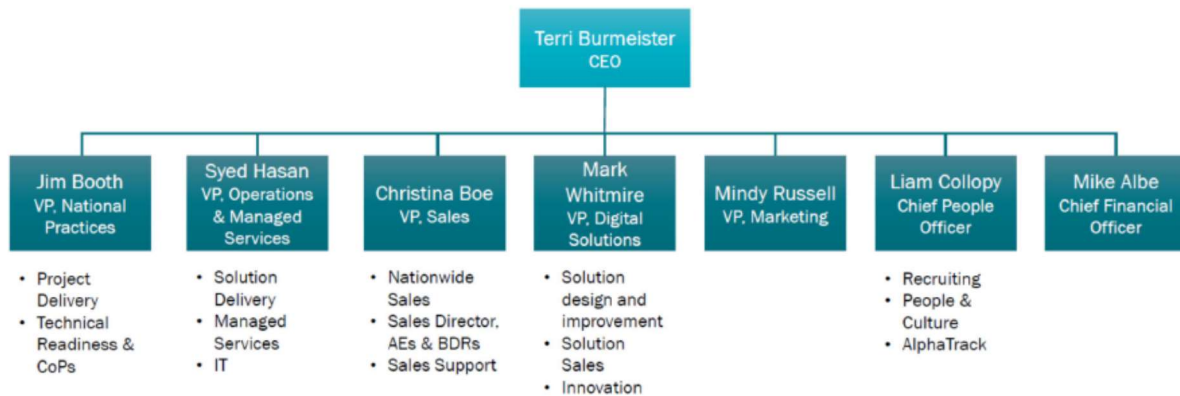 Terri Burmeister
CEO
Jim Booth
VP, National
Practices
Syed Hasan
VP, Operations
& Managed
Services
Christina Boe
VP, Sales
Mark
Whitmire
VP, Digital
Solutions
Mindy Russell
VP, Marketing
Liam Collopy
Chief People
Officer
Mike Albe
Chief Financial
Officer
• Project
Delivery
• Technical
Readiness &
CoPs
• Solution
Delivery
• Managed
Services
• IT
• Nationwide
Sales
• Sales Director,
AEs & BDRs
• Sales Support
• Solution
design and
improvement
• Solution
Sales
• Innovation
• Recruiting
• People &
Culture
• AlphaTrack